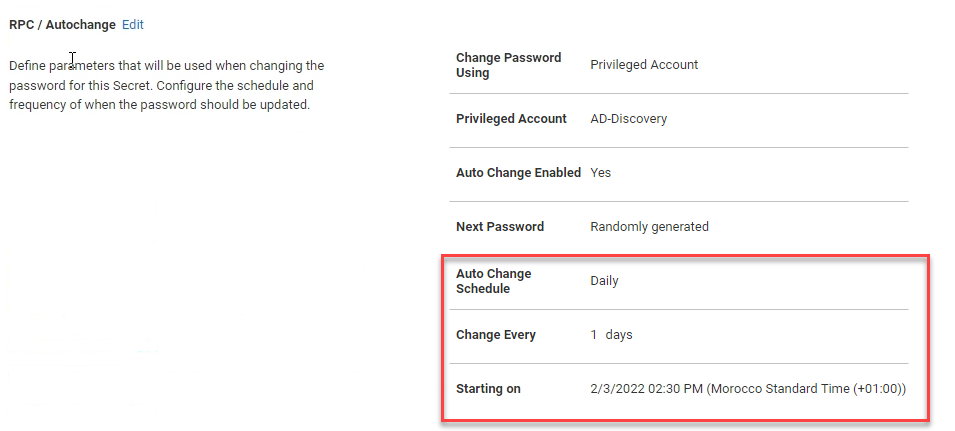 RPC / Autochange Edit
Define parameters that will be used when changing the
password for this Secret. Configure the schedule and
frequency of when the password should be updated.
Change Password
Using
Privileged Account
Privileged Account AD-Discovery
Auto Change Enabled Yes
Next Password Randomly generated
Auto Change
Schedule
Daily
Change Every 1 days
Starting on 2/3/2022 02:30 PM (Morocco Standard Time (+01:00))